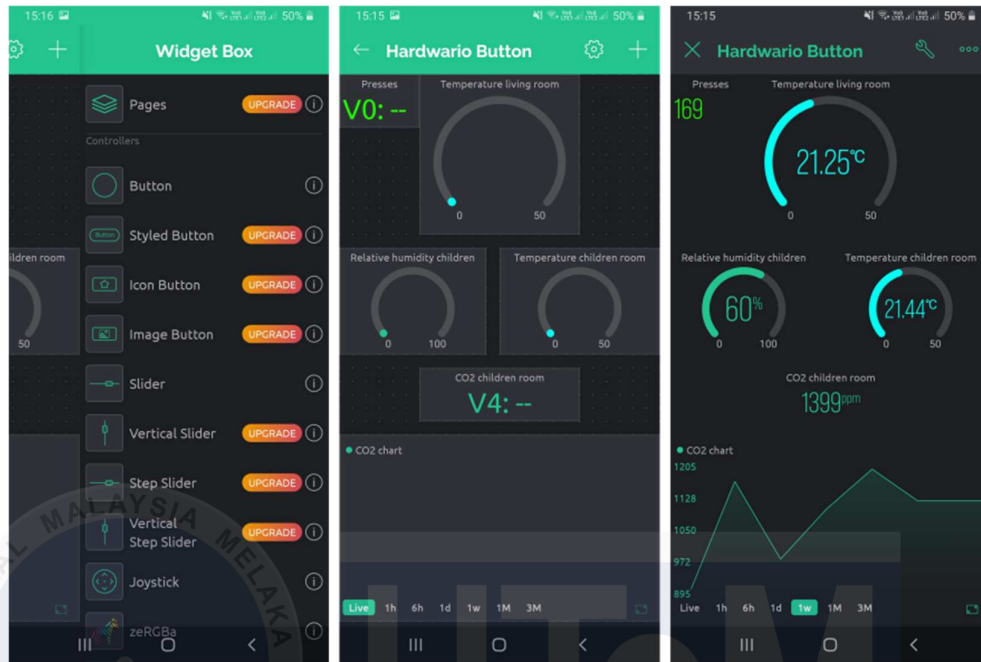 15:16 50%
Widget Box
Pages UPGRADE
Controllers
Button
Styled Button UPGRADE
ildren room
Icon Button UPGRADE
Image Button UPGRADE
50
Slider
Vertical Slider UPGRADE
Step Slider UPGRADE
Vertical
Step Slider UPGRADE
Joystick
zeRGBa
15:15 50%
Hardwario Button
Presses
V0: --
Temperature living room
0 50
Relative humidity children
0 100
Temperature children room
0 50
CO2 children room
V4: --
CO2 chart
Live 1h 6h 1d 1w 1M 3M
15:15 50%
Hardwario Button
Presses
169
Temperature living room
21.25°C
0 50
Relative humidity children
60%
0 100
Temperature children room
21.44°C
0 50
CO2 children room
1399ppm
CO2 chart
1205
1128
1050
972
895
Live 1h 6h 1d 1w 1M 3M
MALAYSIA MELAKA
UTeM